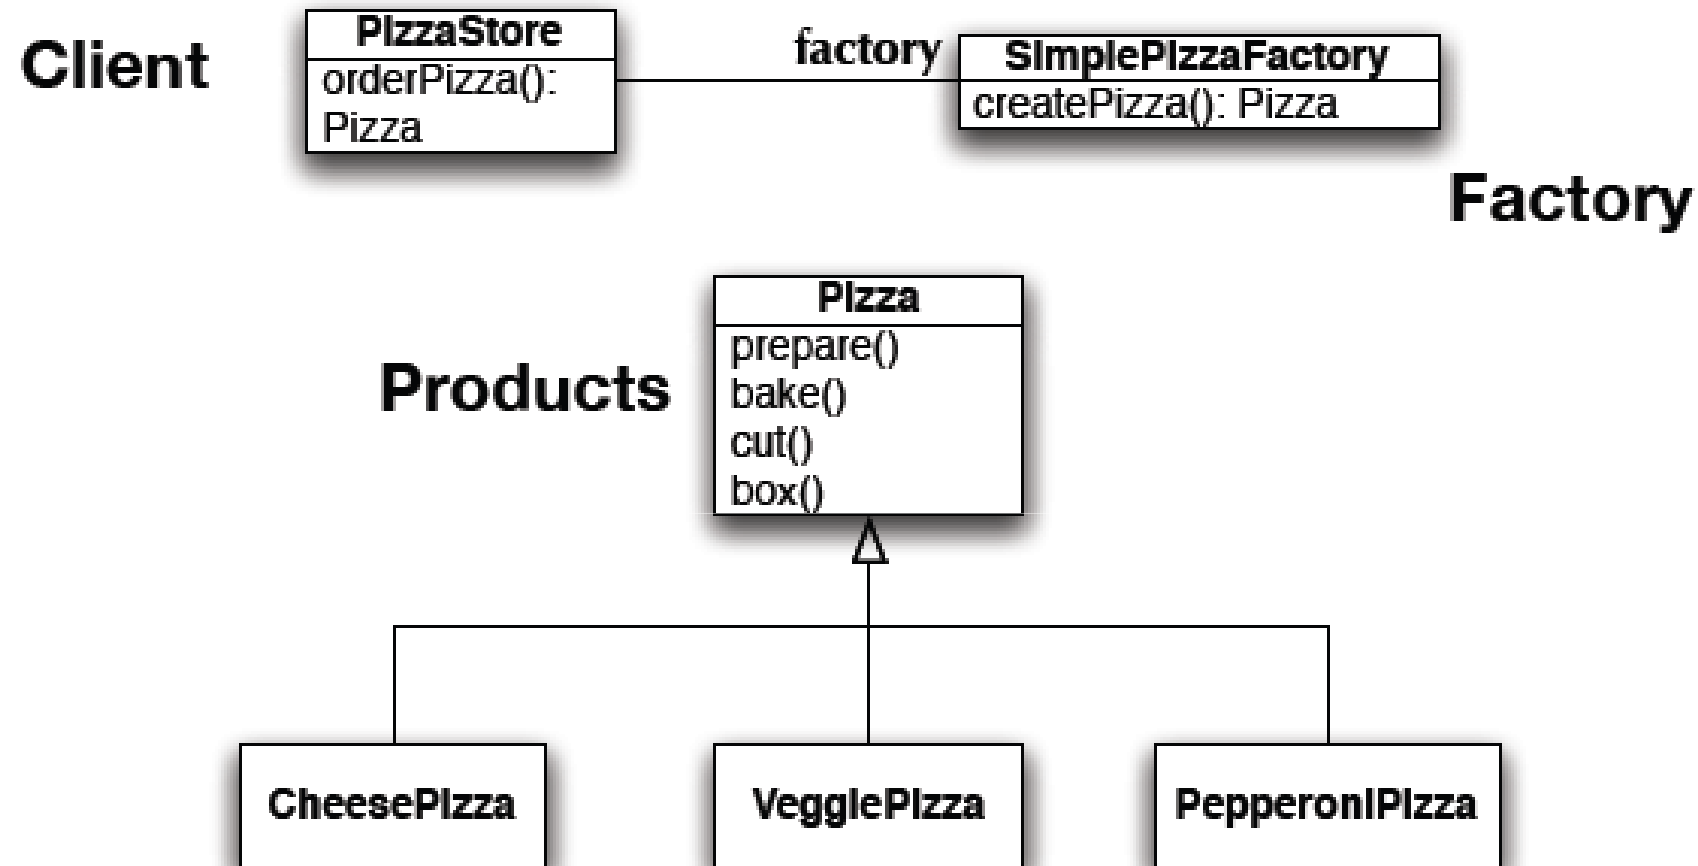 Client
PizzaStore
orderPizza():
Pizza
factory
SimplePizzaFactory
createPizza(): Pizza
Factory
Products
Pizza
prepare()
bake()
cut()
box()
CheesePizza
VeggiePizza
PepperoniPizza